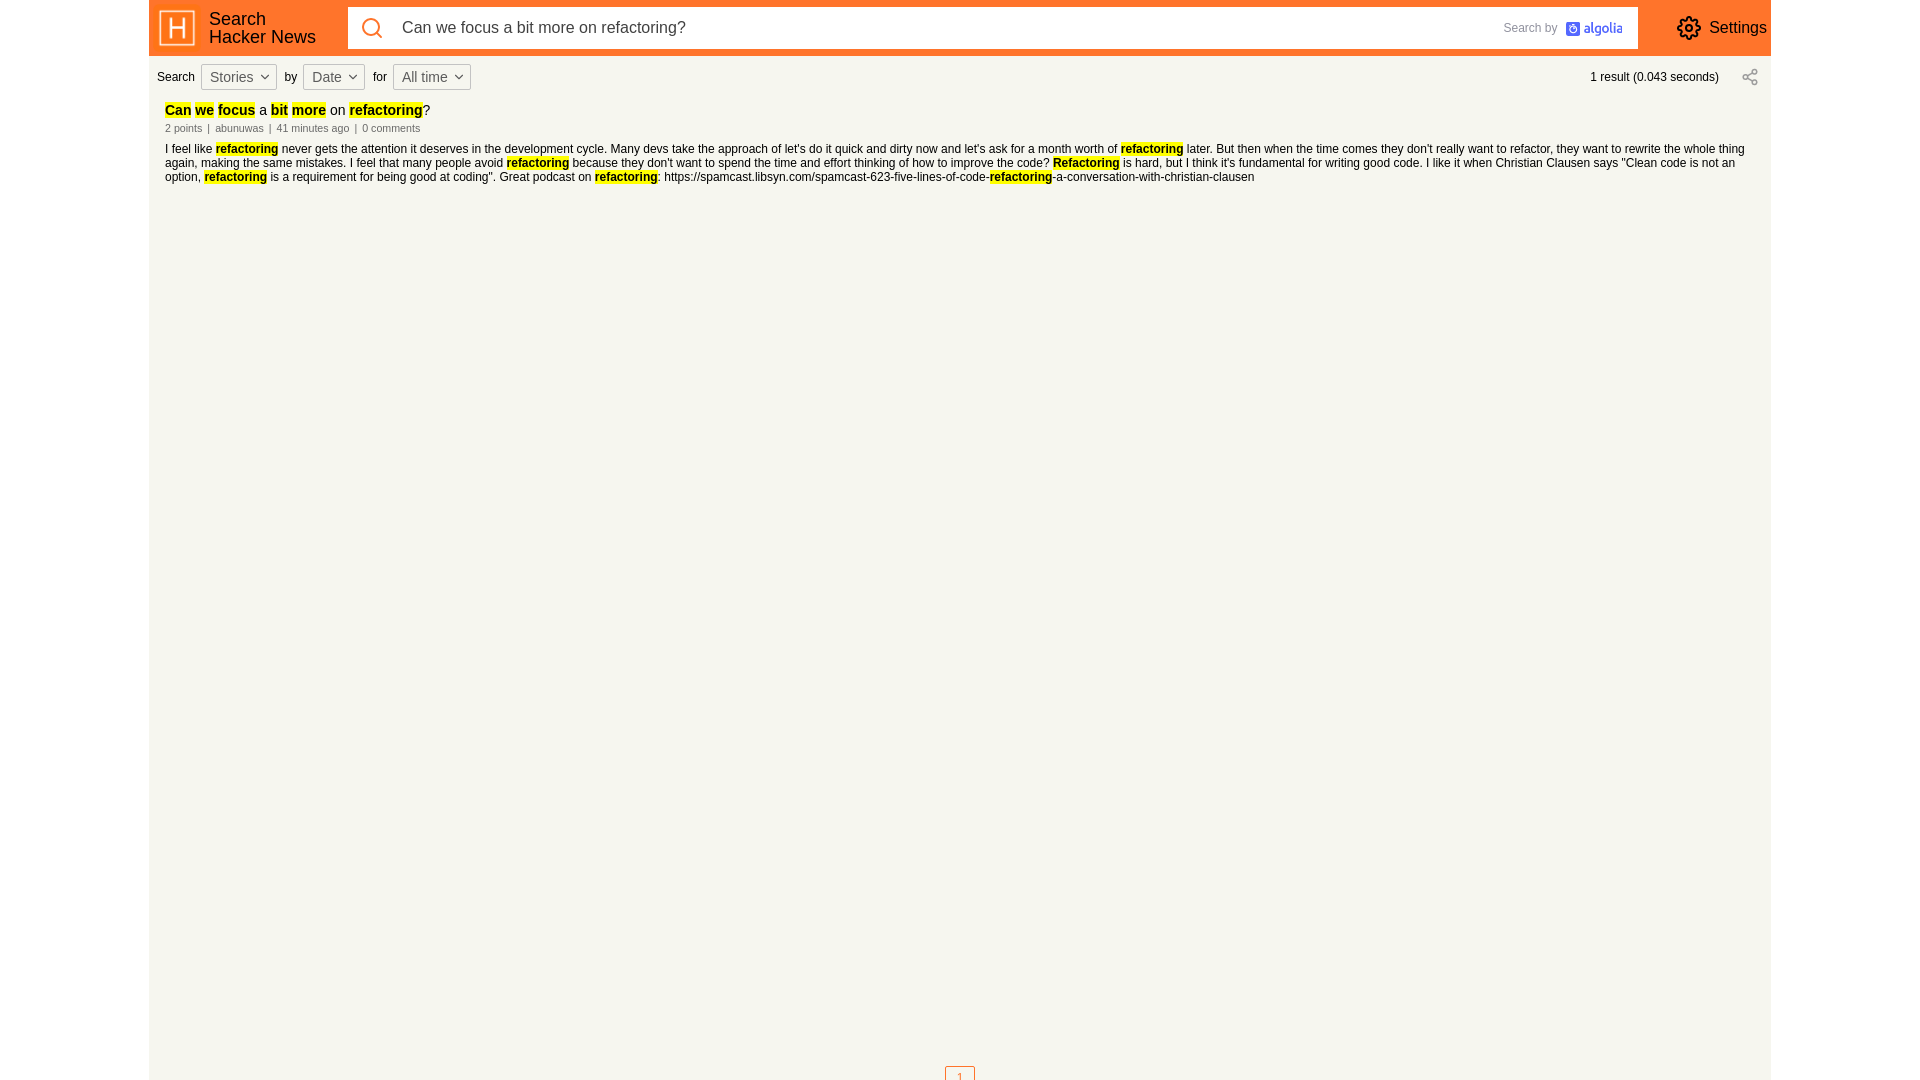 Search
Hacker News
Can we focus a bit more on refactoring?
Search by algolia
Settings
Search Stories by Date for All time
1 result (0.043 seconds)
Can we focus a bit more on refactoring?
2 points | abunuwas | 41 minutes ago | 0 comments
I feel like refactoring never gets the attention it deserves in the development cycle. Many devs take the approach of let's do it quick and dirty now and let's ask for a month worth of refactoring later. But then when the time comes they don't really want to refactor, they want to rewrite the whole thing
again, making the same mistakes. I feel that many people avoid refactoring because they don't want to spend the time and effort thinking of how to improve the code? Refactoring is hard, but I think it's fundamental for writing good code. I like it when Christian Clausen says "Clean code is not an
option, refactoring is a requirement for being good at coding". Great podcast on refactoring: https://spamcast.libsyn.com/spamcast-623-five-lines-of-code-refactoring-a-conversation-with-christian-clausen
1